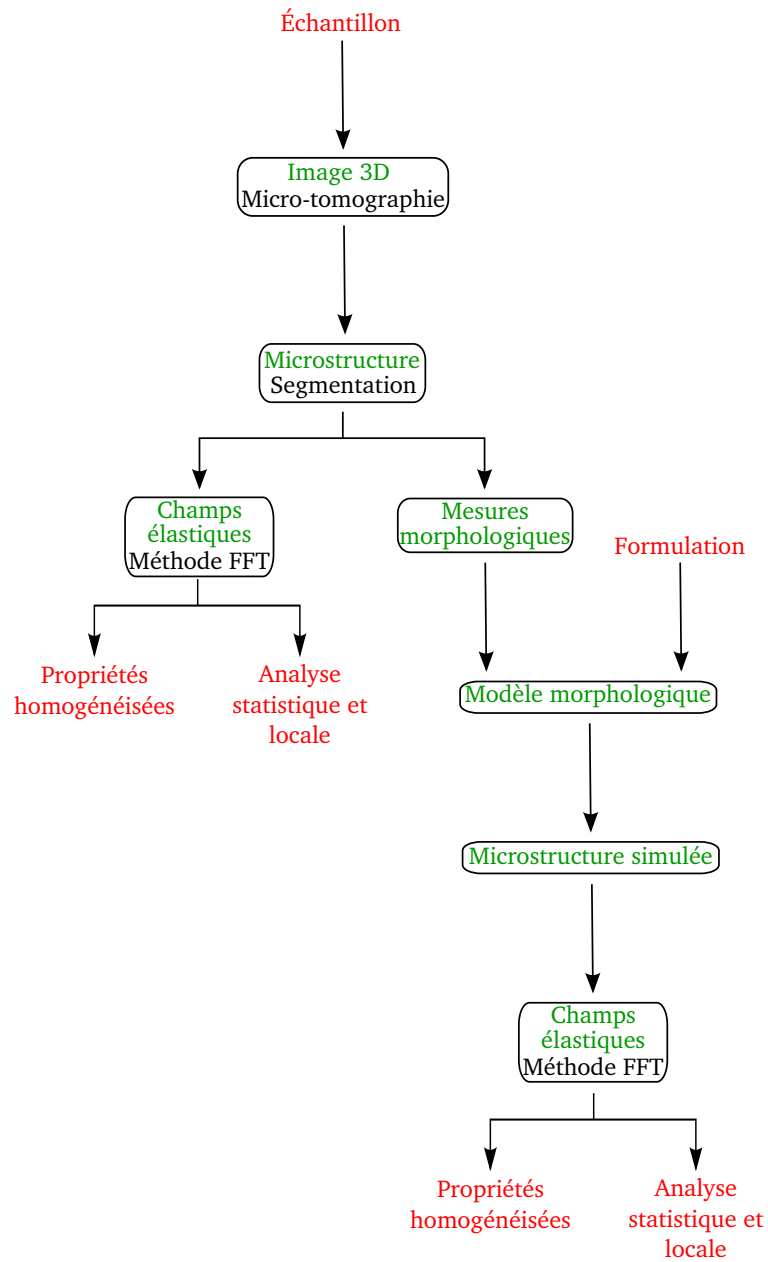 Échantillon
Image 3D
Micro-tomographie
Microstructure
Segmentation
Champs
élastiques
Méthode FFT
Mesures
morphologiques
Formulation
Propriétés
homogénéisées
Analyse
statistique et
locale
Modèle morphologique
Microstructure simulée
Champs
élastiques
Méthode FFT
Propriétés
homogénéisées
Analyse
statistique et
locale